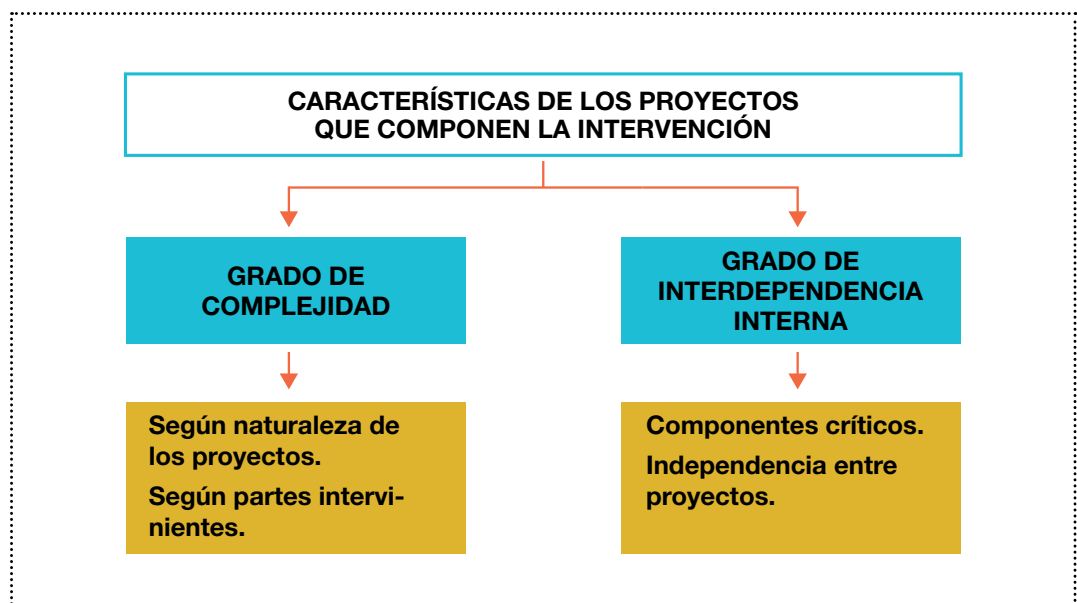 CARACTERÍSTICAS DE LOS PROYECTOS
QUE COMPONEN LA INTERVENCIÓN
GRADO DE
COMPLEJIDAD
GRADO DE
INTERDEPENDENCIA
INTERNA
Según naturaleza de
los proyectos.
Según partes intervi-
nientes.
Componentes críticos.
Independencia entre
proyectos.